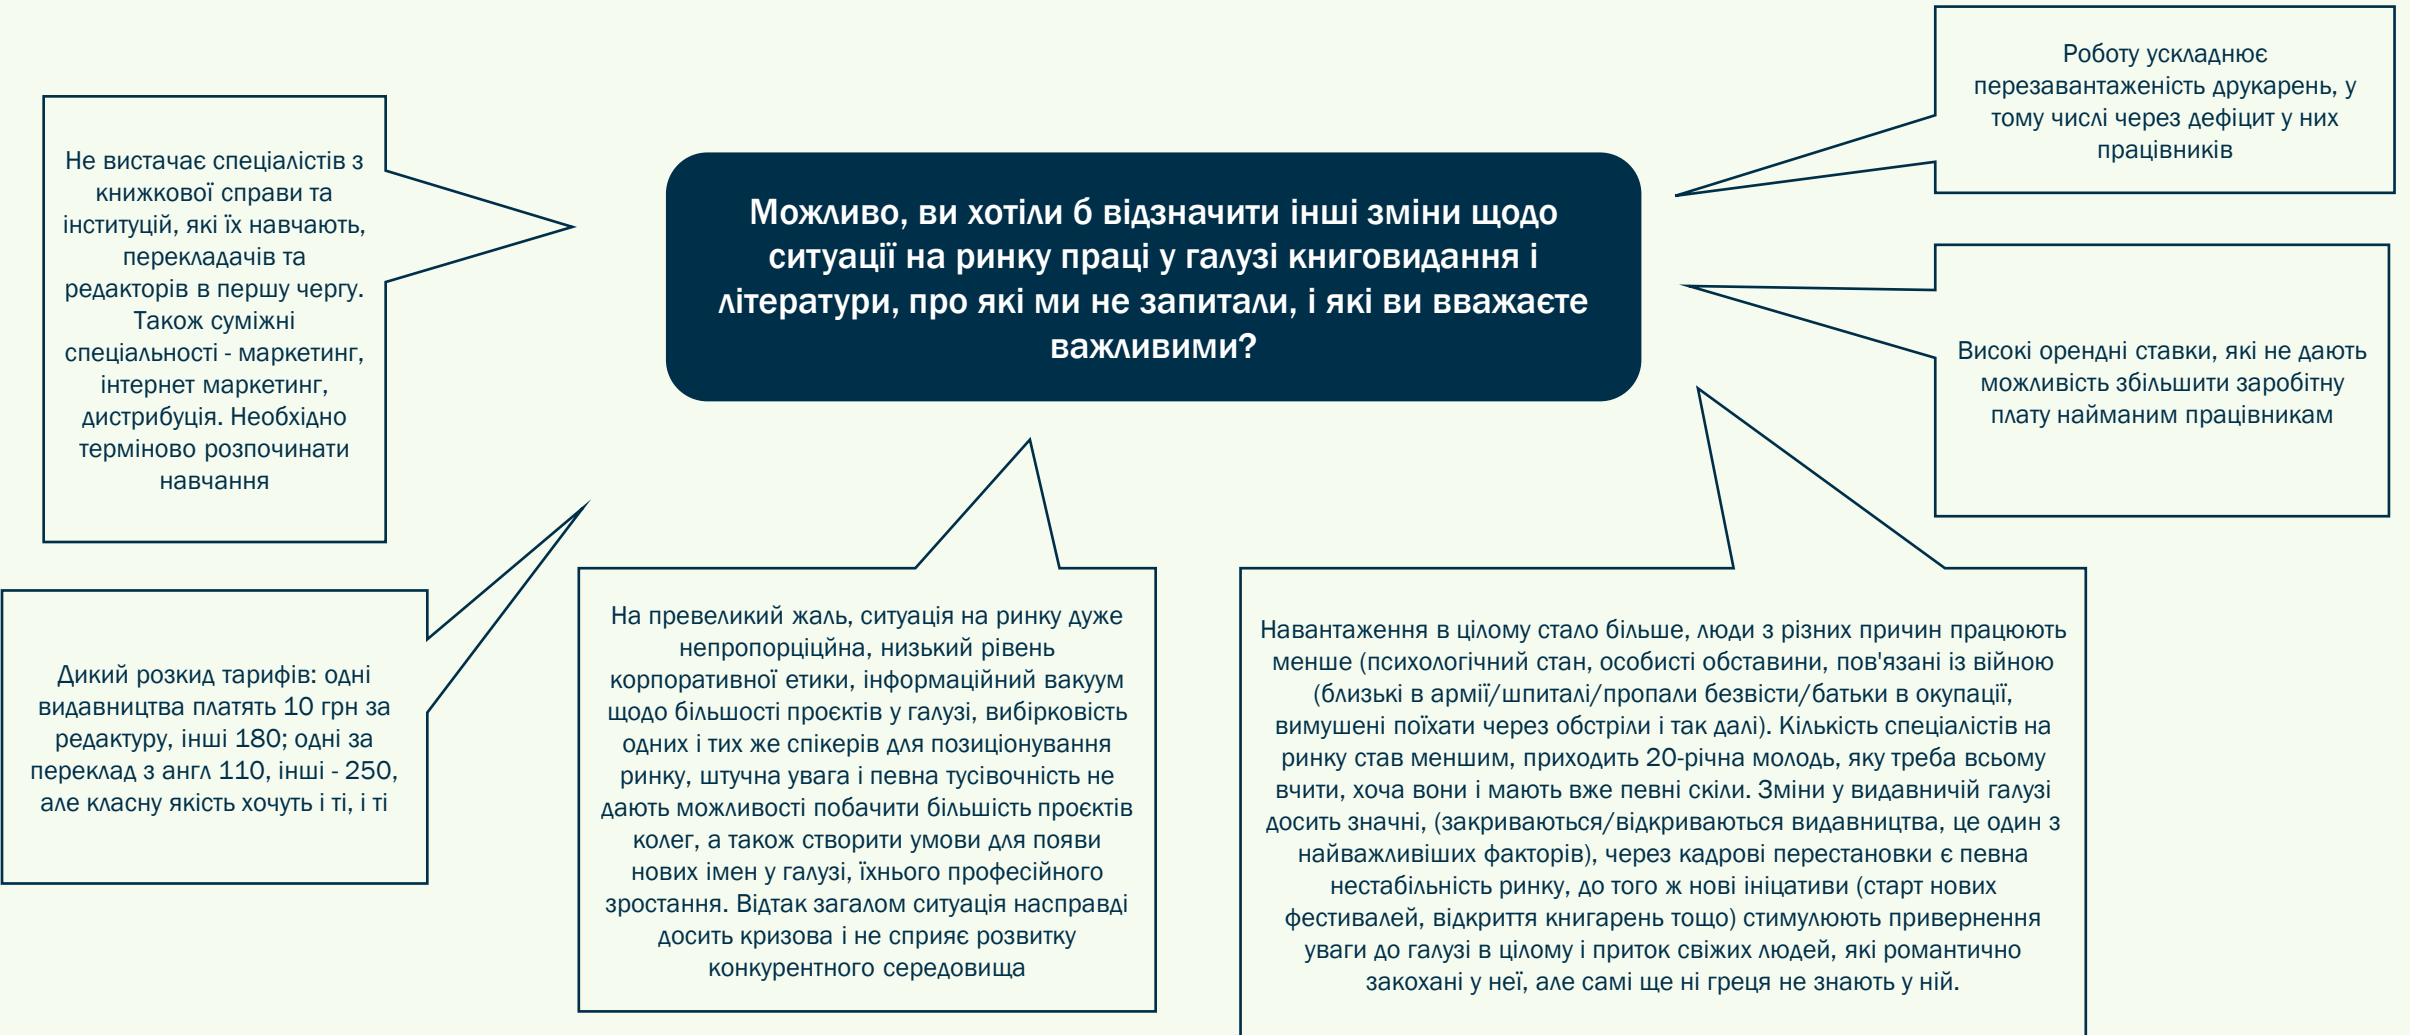 Можливо, ви хотіли б відзначити інші зміни щодо
ситуації на ринку праці у галузі книговидання і
літератури, про які ми не запитали, і які ви вважаєте
важливими?
Не вистачає спеціалістів з
книжкової справи та
інституцій, які їх навчають,
перекладачів та
редакторів в першу чергу.
Також суміжні
спеціальності - маркетинг,
інтернет маркетинг,
дистрибуція. Необхідно
терміново розпочинати
навчання
Роботу ускладнює
перезавантаженість друкарень, у
тому числі через дефіцит у них
працівників
Високі орендні ставки, які не дають
можливість збільшити заробітну
плату найманим працівникам
Дикий розкид тарифів: одні
видавництва платять 10 грн за
редактуру, інші 180; одні за
переклад з англ 110, інші - 250,
але класну якість хочуть і ті, і ті
На превеликий жаль, ситуація на ринку дуже
непропорціційна, низький рівень
корпоративної етики, інформаційний вакуум
щодо більшості проєктів у галузі, вибірковість
одних і тих же спікерів для позиціонування
ринку, штучна увага і певна тусівочність не
дають можливості побачити більшість проєктів
колег, а також створити умови для появи
нових імен у галузі, їхнього професійного
зростання. Відтак загалом ситуація насправді
досить кризова і не сприяє розвитку
конкурентного середовища
Навантаження в цілому стало більше, люди з різних причин працюють
менше (психологічний стан, особисті обставини, пов'язані із війною
(близькі в армії/шпиталі/пропали безвісти/батьки в окупації,
вимушені поїхати через обстріли і так далі). Кількість спеціалістів на
ринку став меншим, приходить 20-річна молодь, яку треба всьому
вчити, хоча вони і мають вже певні скіли. Зміни у видавничій галузі
досить значні, (закриваються/відкриваються видавництва, це один з
найважливіших факторів), через кадрові перестановки є певна
нестабільність ринку, до того ж нові ініцативи (старт нових
фестивалей, відкриття книгарень тощо) стимулюють привернення
уваги до галузі в цілому і приток свіжих людей, які романтично
закохані у неї, але самі ще ні греця не знають у ній.